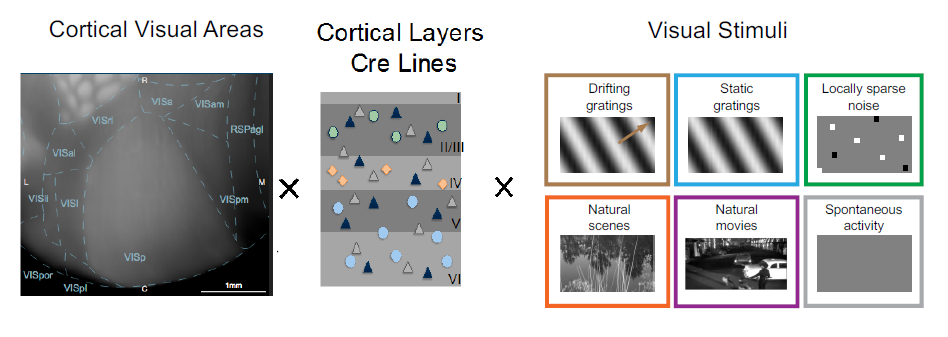 Cortical Visual Areas
Cortical Layers
Cre Lines
Visual Stimuli
R
VISa
VISam
VISrl
RSPagl
VISal
L
M
VISli
VISl
VISpm
VISp
VISpor
VISpl
C
1mm
×
I
II/III
IV
V
VI
×
Drifting
gratings
Static
gratings
Locally sparse
noise
Natural
scenes
Natural
movies
Spontaneous
activity